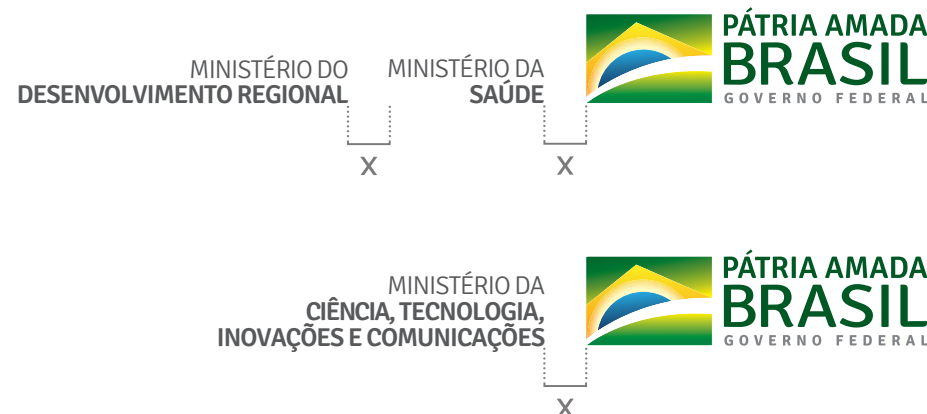 MINISTÉRIO DO
DESENVOLVIMENTO REGIONAL
MINISTÉRIO DA
SAÚDE
PÁTRIA AMADA
BRASIL
GOVERNO FEDERAL
X
X
MINISTÉRIO DA
CIÊNCIA, TECNOLOGIA,
INOVAÇÕES E COMUNICAÇÕES
PÁTRIA AMADA
BRASIL
GOVERNO FEDERAL
X